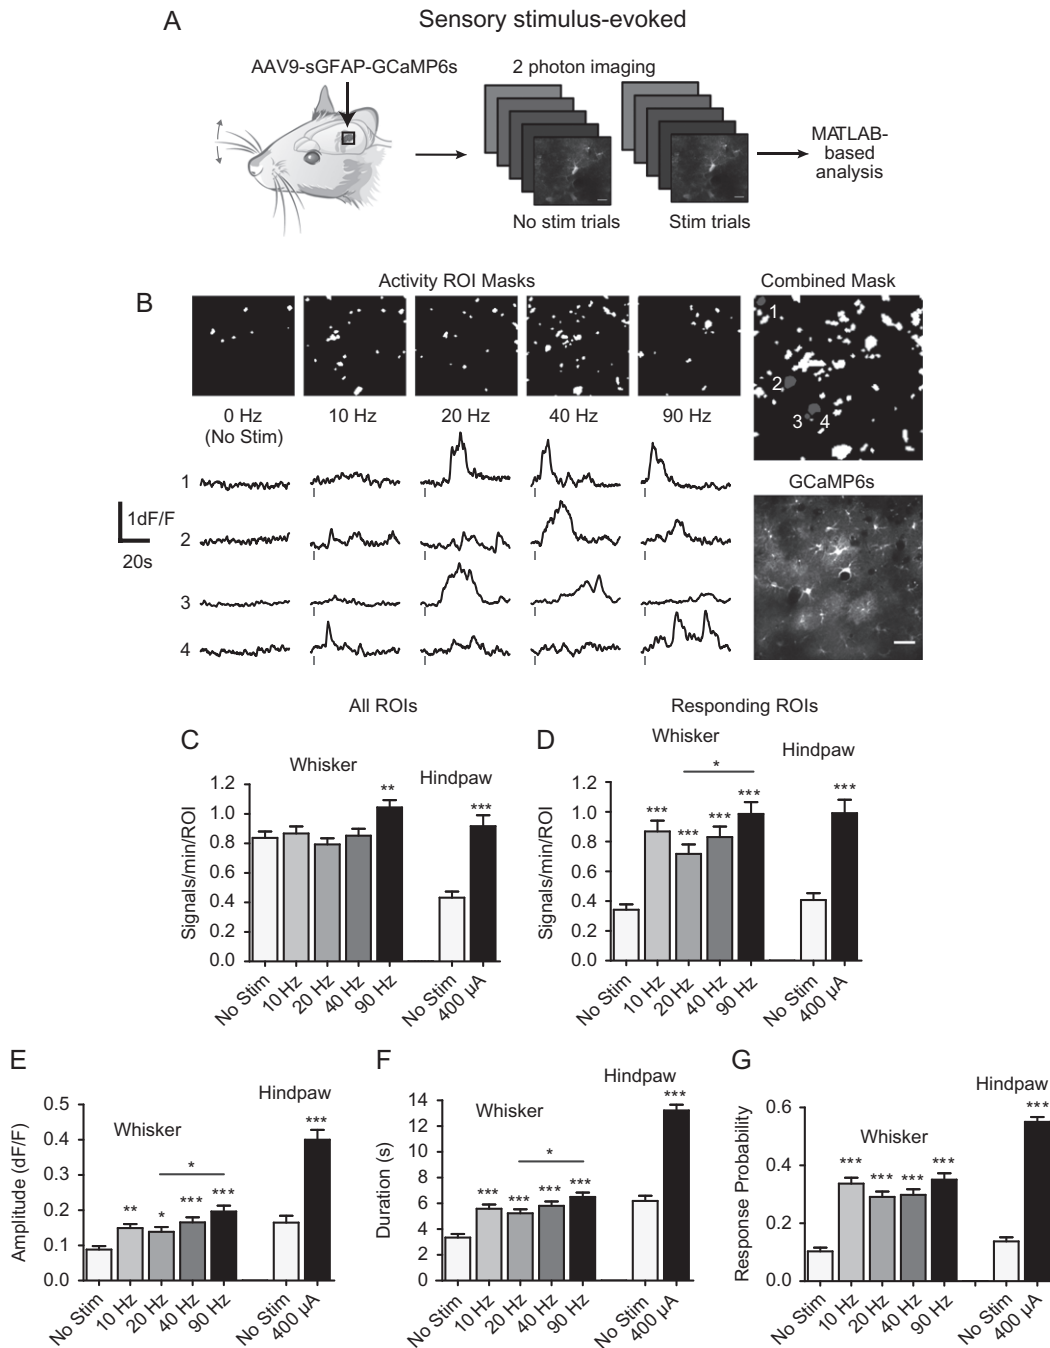 A
Sensory stimulus-evoked
AAV9-sGFAP-GCaMP6s
2 photon imaging
MATLAB-
based
analysis
No stim trials
Stim trials
B
Activity ROI Masks
Combined Mask
1
2
3
4
0 Hz
(No Stim)
10 Hz
20 Hz
40 Hz
90 Hz
GCaMP6s
1
2
3
4
1dF/F
20s
All ROIs
Responding ROIs
C
Whisker
Hindpaw
**
***
Signals/min/ROI
1.2
1.0
0.8
0.6
0.4
0.2
0.0
No Stim
10 Hz
20 Hz
40 Hz
90 Hz
No Stim
400 µA
D
Whisker
Hindpaw
*
***
***
***
***
***
Signals/min/ROI
1.2
1.0
0.8
0.6
0.4
0.2
0.0
No Stim
10 Hz
20 Hz
40 Hz
90 Hz
No Stim
400 µA
E
Hindpaw
Whisker
***
*
**
*
***
***
Amplitude (dF/F)
0.5
0.4
0.3
0.2
0.1
0.0
No Stim
10 Hz
20 Hz
40 Hz
90 Hz
No Stim
400 µA
F
Hindpaw
Whisker
***
*
***
***
***
***
Duration (s)
14
12
10
8
6
4
2
0
No Stim
10 Hz
20 Hz
40 Hz
90 Hz
No Stim
400 µA
G
Hindpaw
Whisker
***
***
***
***
***
Response Probability
0.6
0.4
0.2
0.0
No Stim
10 Hz
20 Hz
40 Hz
90 Hz
No Stim
400 µA